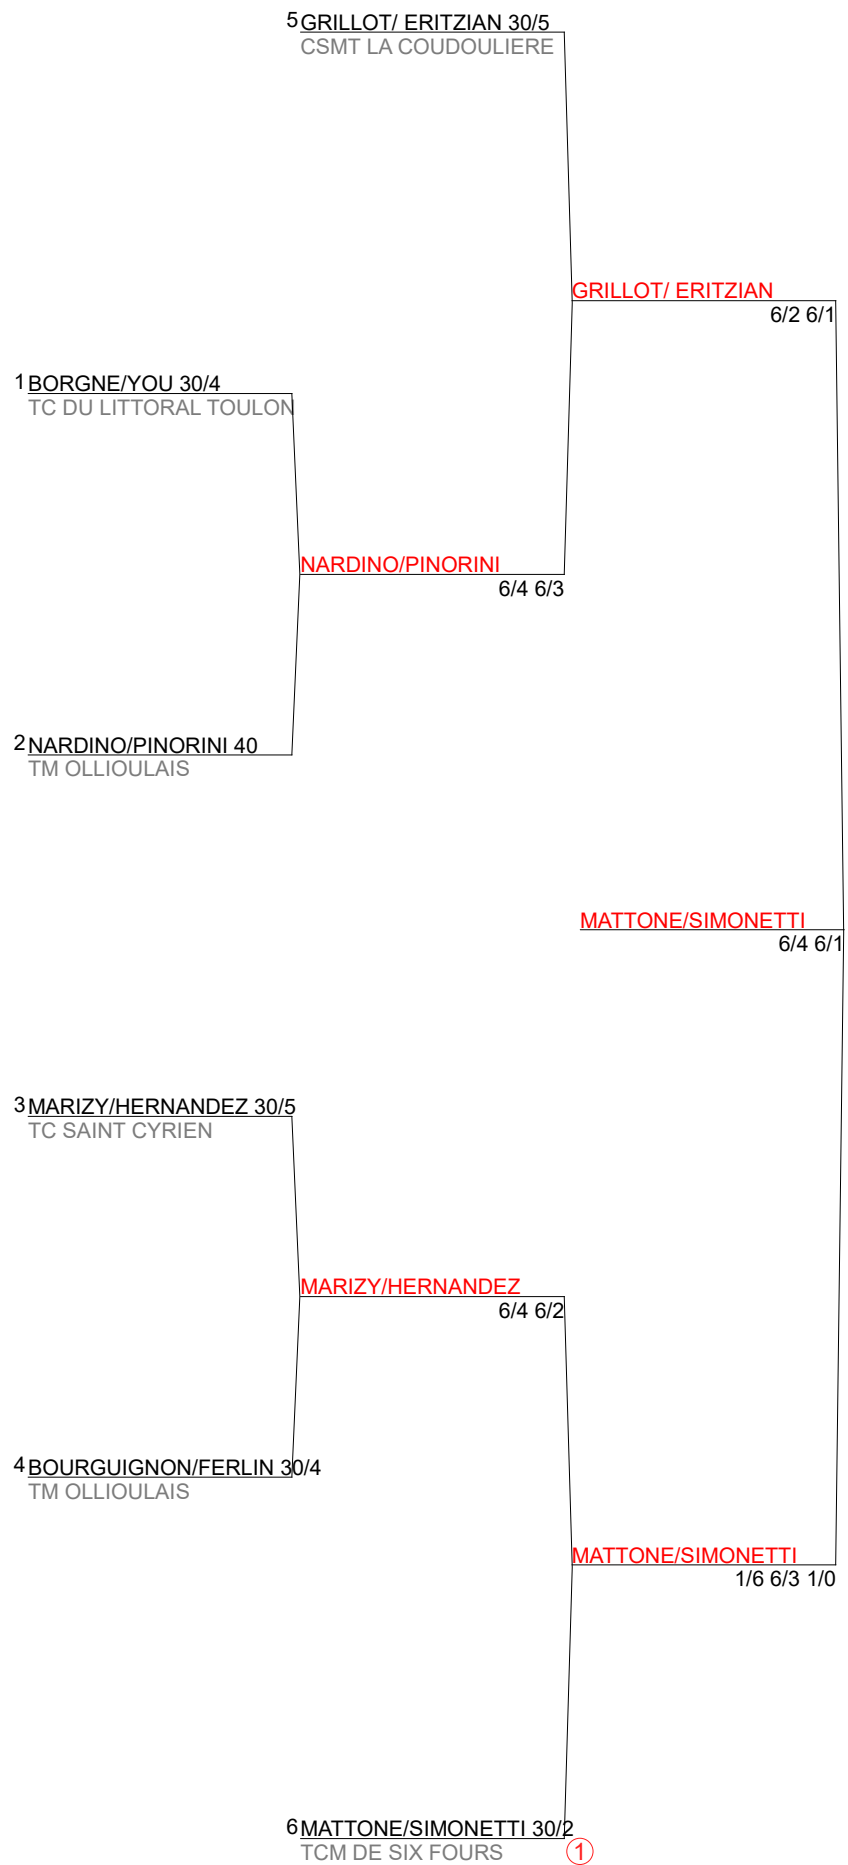 5 GRILLOT/ ERITZIAN 30/5
CSMT LA COUDOULIERE
GRILLOT/ ERITZIAN
6/2 6/1
1 BORGNE/YOU 30/4
TC DU LITTORAL TOULON
NARDINO/PINORINI
6/4 6/3
2 NARDINO/PINORINI 40
TM OLLIOULAIS
MATTONE/SIMONETTI
6/4 6/1
3 MARIZY/HERNANDEZ 30/5
TC SAINT CYRIEN
MARIZY/HERNANDEZ
6/4 6/2
4 BOURGUIGNON/FERLIN 30/4
TM OLLIOULAIS
MATTONE/SIMONETTI
1/6 6/3 1/0
6 MATTONE/SIMONETTI 30/2
TCM DE SIX FOURS 1